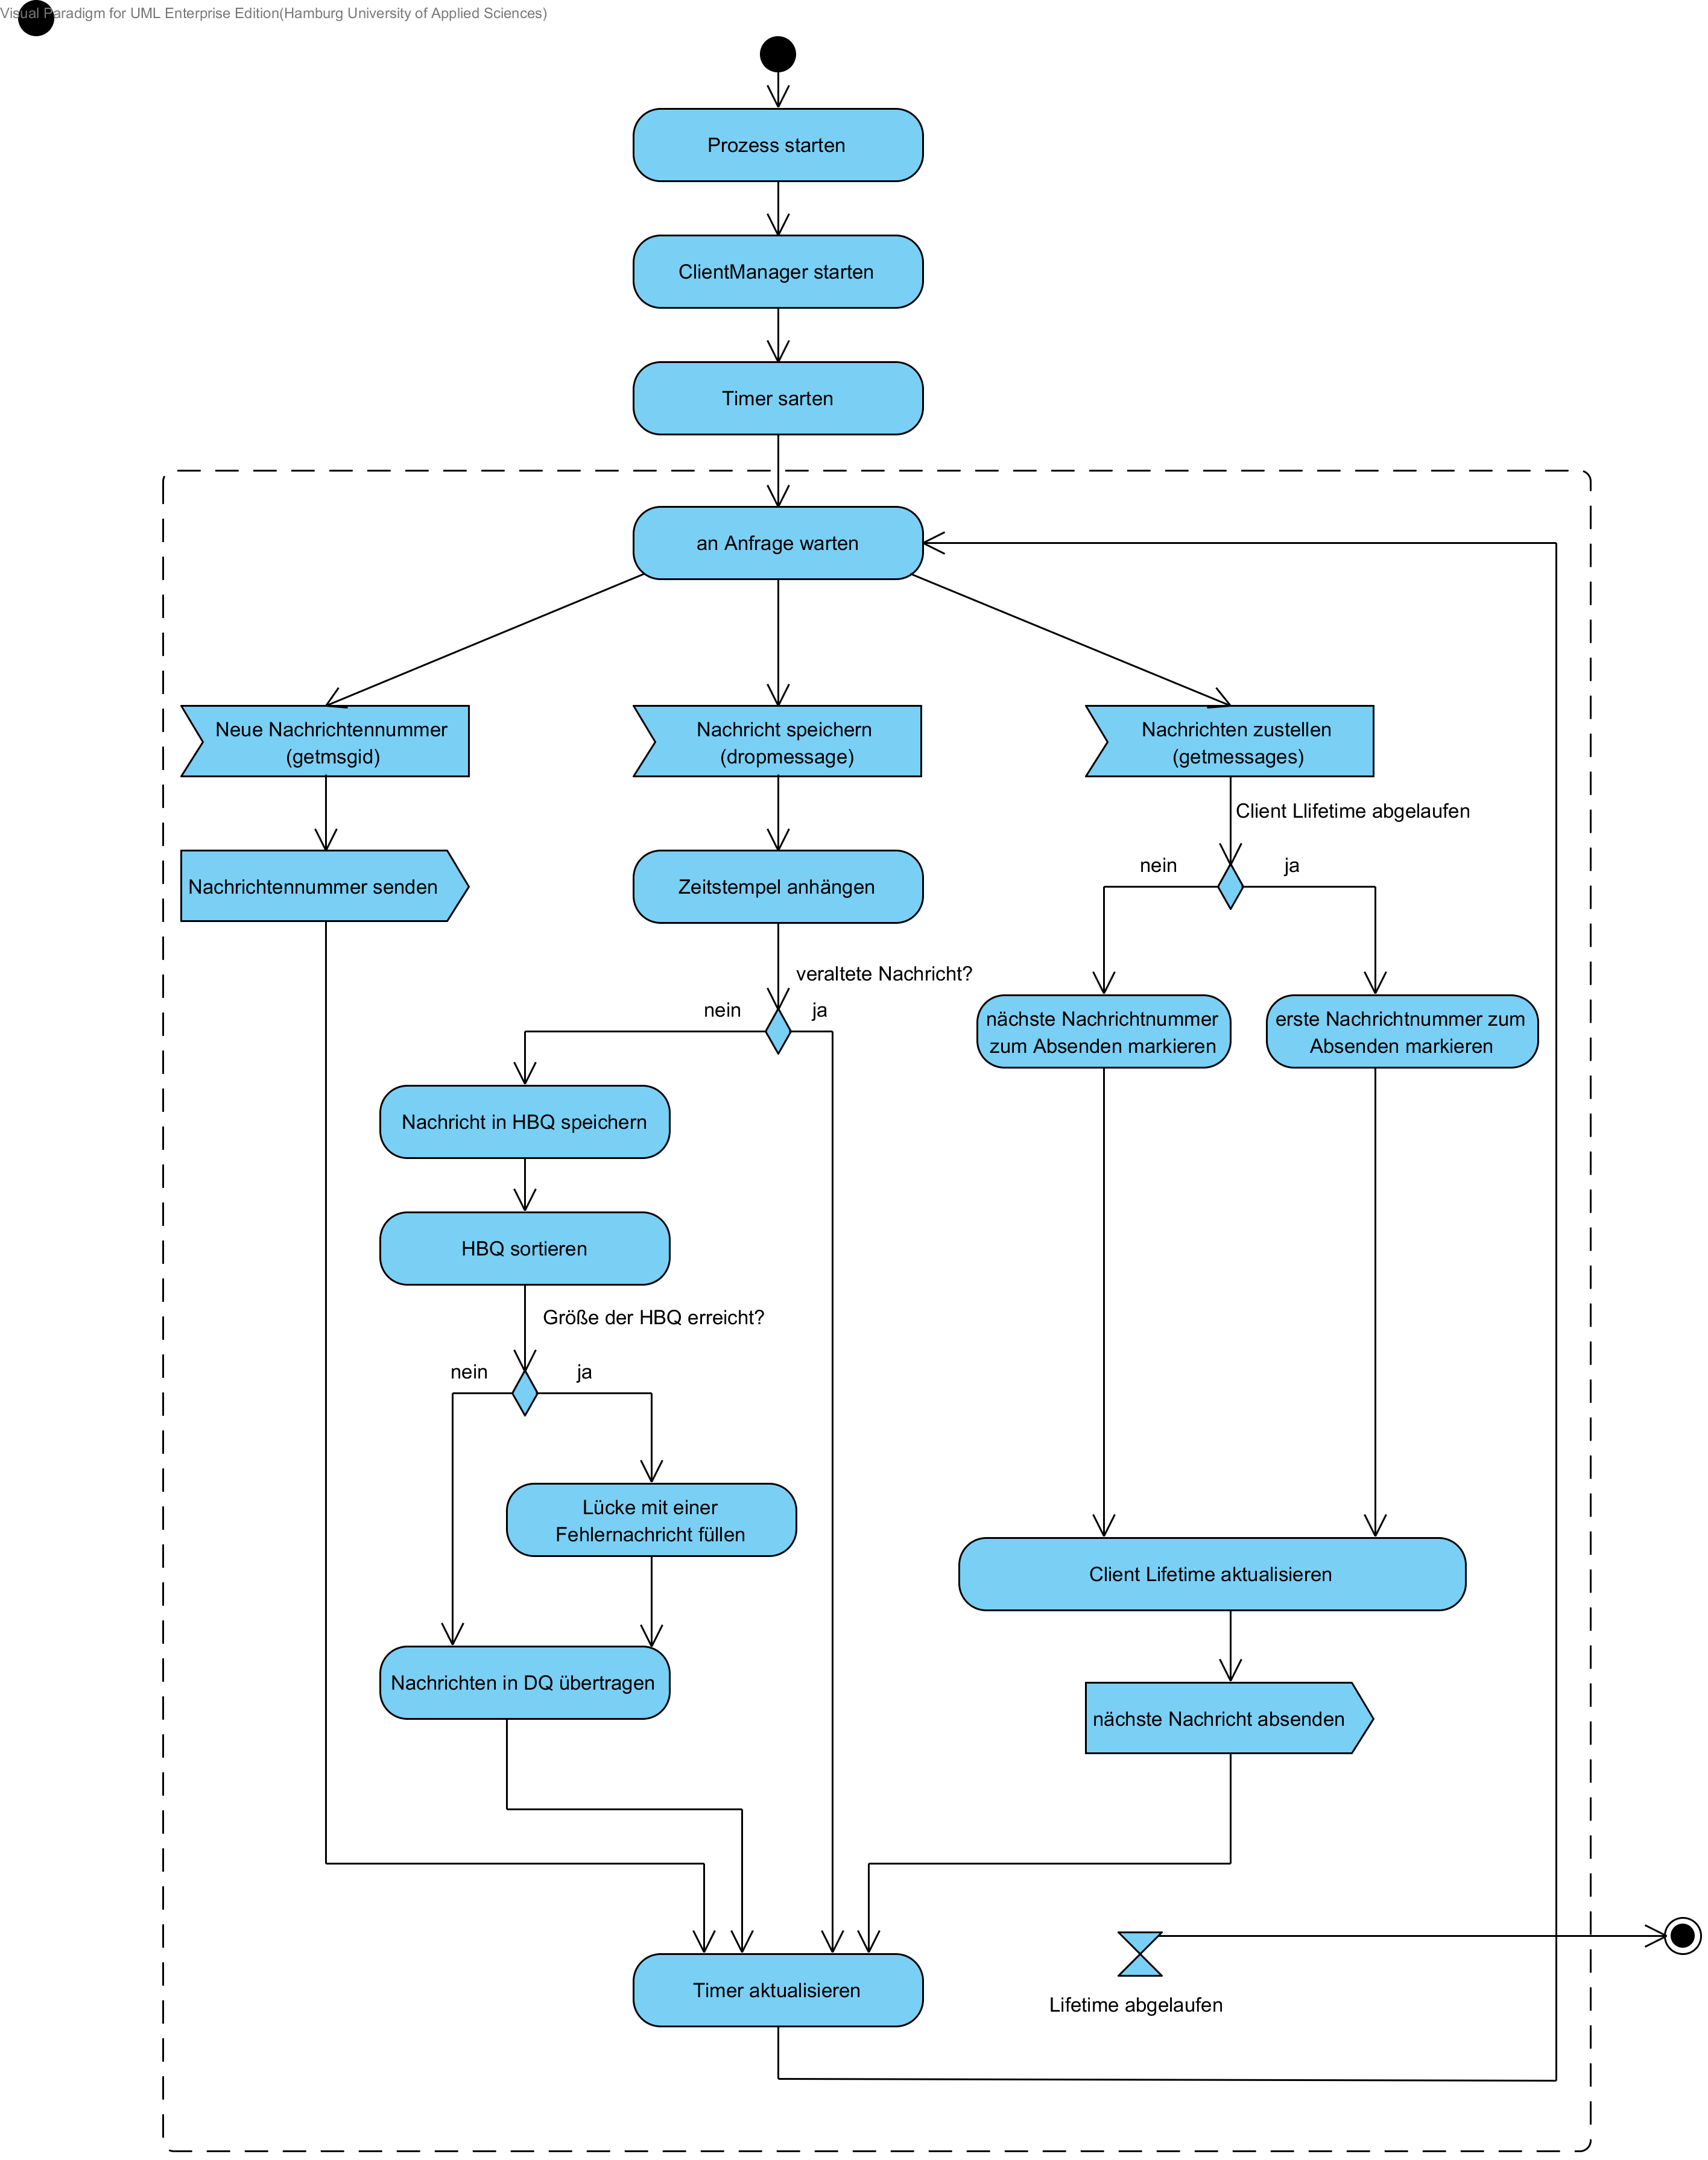 Visual Paradigm for UML Enterprise Edition(Hamburg University of Applied Sciences)
Prozess starten
ClientManager starten
Timer sarten
an Anfrage warten
Neue Nachrichtennummer
(getmsgid)
Nachricht speichern
(dropmessage)
Nachrichten zustellen
(getmessages)
Client Llifetime abgelaufen
nein
ja
Nachrichtennummer senden
Zeitstempel anhängen
veraltete Nachricht?
nein
ja
nächste Nachrichtnummer
zum Absenden markieren
erste Nachrichtnummer zum
Absenden markieren
Nachricht in HBQ speichern
HBQ sortieren
Größe der HBQ erreicht?
nein
ja
Lücke mit einer
Fehlernachricht füllen
Client Lifetime aktualisieren
Nachrichten in DQ übertragen
nächste Nachricht absenden
Timer aktualisieren
Lifetime abgelaufen